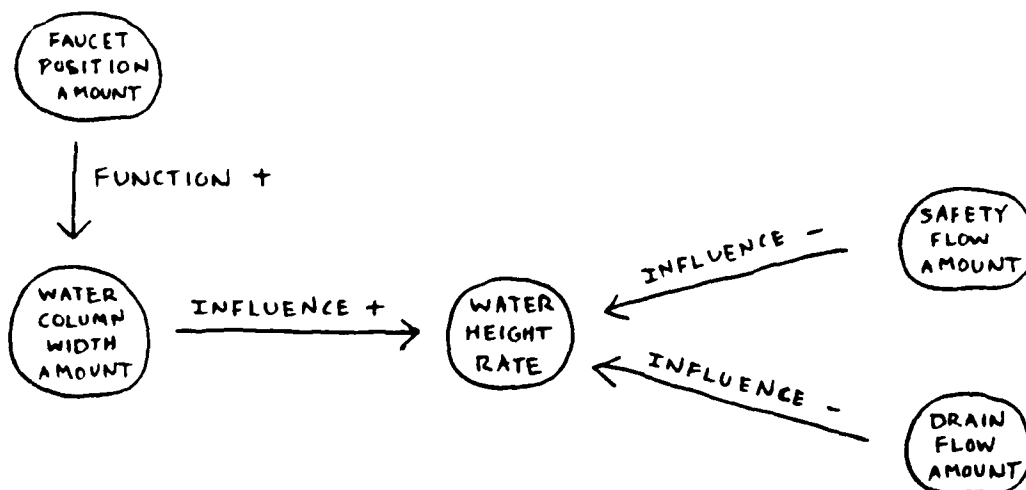 FAUCET
POSITION
AMOUNT
FUNCTION +
WATER
COLUMN
WIDTH
AMOUNT
INFLUENCE +
WATER
HEIGHT
RATE
INFLUENCE -
SAFETY
FLOW
AMOUNT
INFLUENCE -
DRAIN
FLOW
AMOUNT